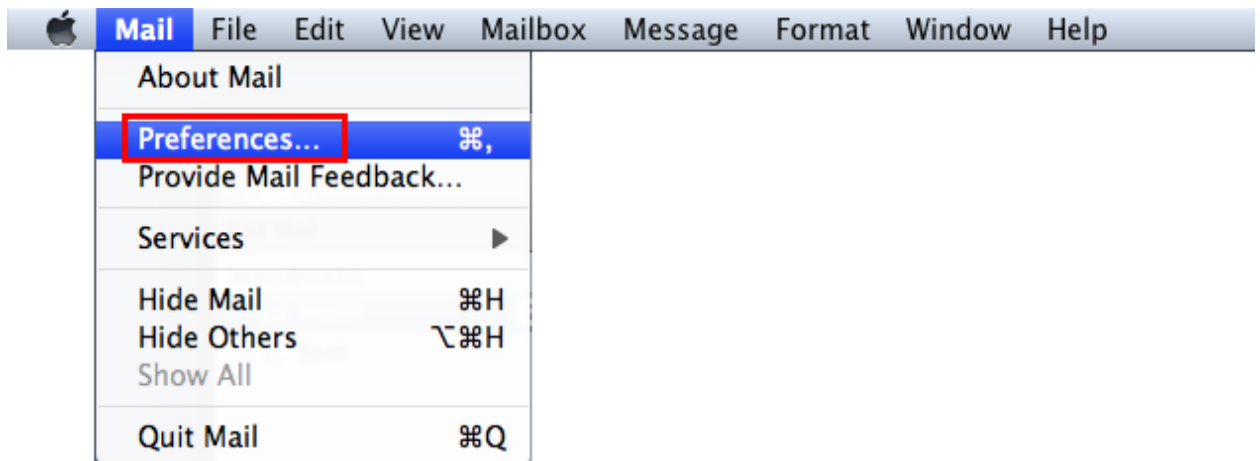 Mail File Edit View Mailbox Message Format Window Help
About Mail
Preferences... ⌘,
Provide Mail Feedback...
Services ▶
Hide Mail ⌘H
Hide Others ⌥⌘H
Show All
Quit Mail ⌘Q